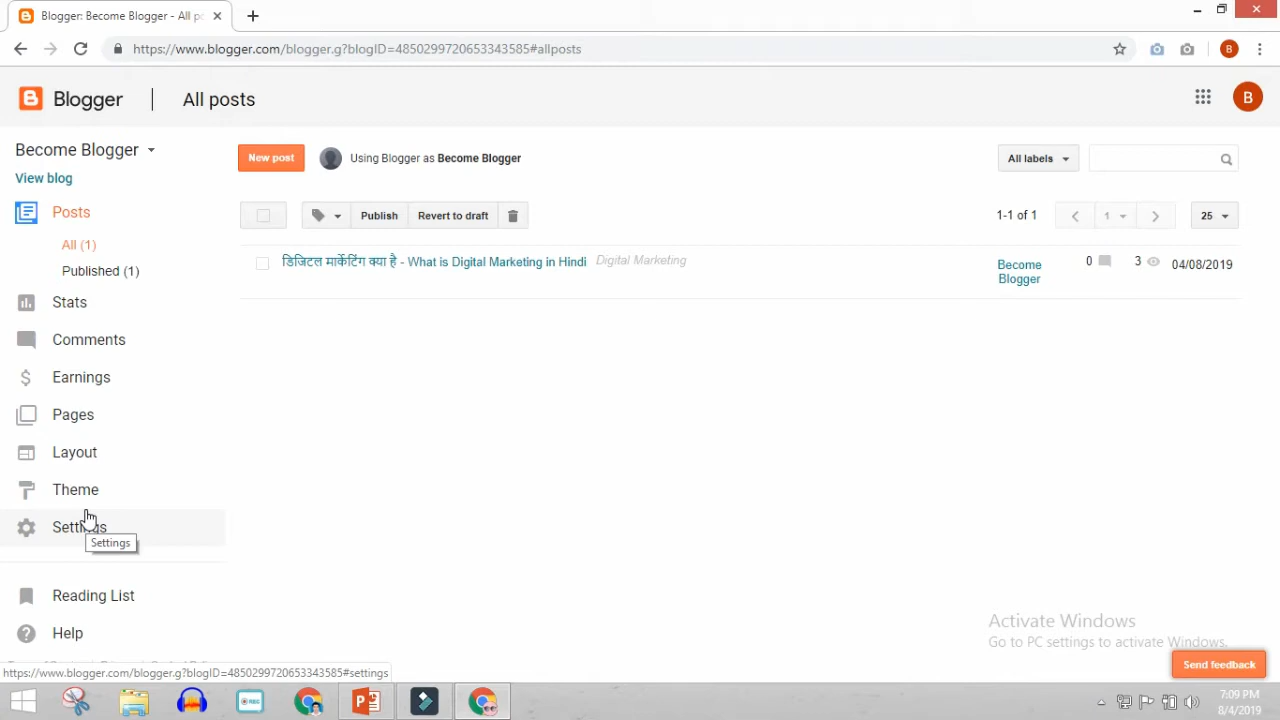 Blogger: Become Blogger - All po
https://www.blogger.com/blogger.g?blogID=4850299720653343585#allposts
B
Blogger
All posts
B
Become Blogger
View blog
New post
Using Blogger as Become Blogger
All labels
Posts
All (1)
Published (1)
Publish
Revert to draft
1-1 of 1
1
25
डिजिटल मार्केटिंग क्या है - What is Digital Marketing in Hindi
Digital Marketing
Become
Blogger
0
3
04/08/2019
Stats
Comments
Earnings
Pages
Layout
Theme
Settings
Settings
Reading List
Help
Activate Windows
Go to PC settings to activate Windows.
Send feedback
https://www.blogger.com/blogger.g?blogID=4850299720653343585#settings
REC
7:09 PM
8/4/2019